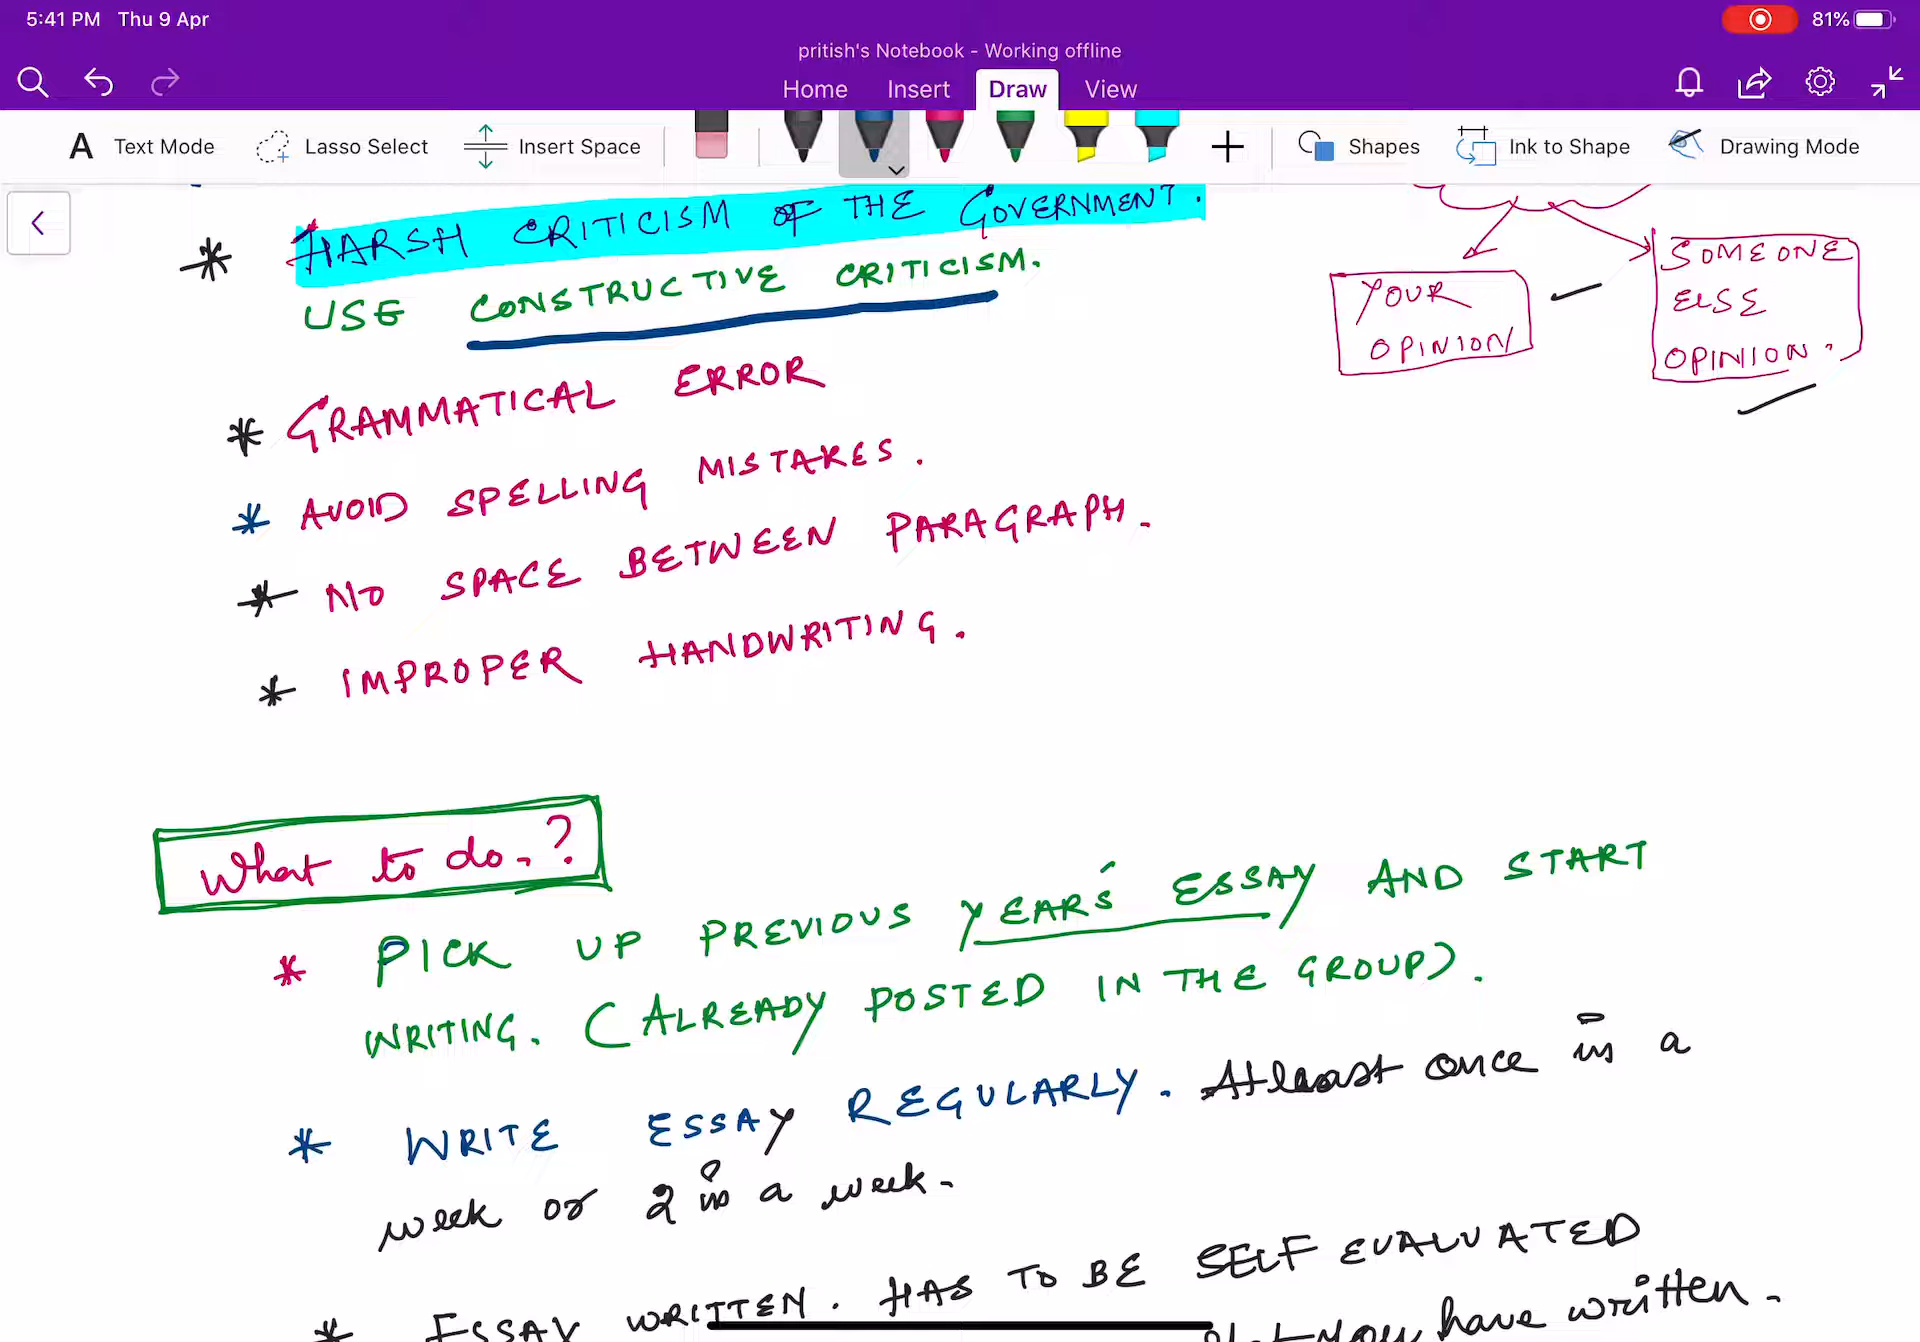 5:41 PM Thu 9 Apr
81%
pritish's Notebook - Working offline
Home Insert Draw View
A Text Mode Lasso Select Insert Space Shapes Ink to Shape Drawing Mode
* HARSH CRITICISM OF THE GOVERNMENT.
USE CONSTRUCTIVE CRITICISM.
YOUR
OPINION
SOMEONE
ELSE
OPINION.
* GRAMMATICAL ERROR
* AVOID SPELLING MISTAKES.
* NO SPACE BETWEEN PARAGRAPH.
* IMPROPER HANDWRITING.
What to do.?
* PICK UP PREVIOUS YEAR'S ESSAY AND START
WRITING. (ALREADY POSTED IN THE GROUP).
* WRITE ESSAY REGULARLY. Atleast once in a
week or 2 in a week.
* ESSAY WRITTEN. HAS TO BE SELF EVALUATED
you have written.